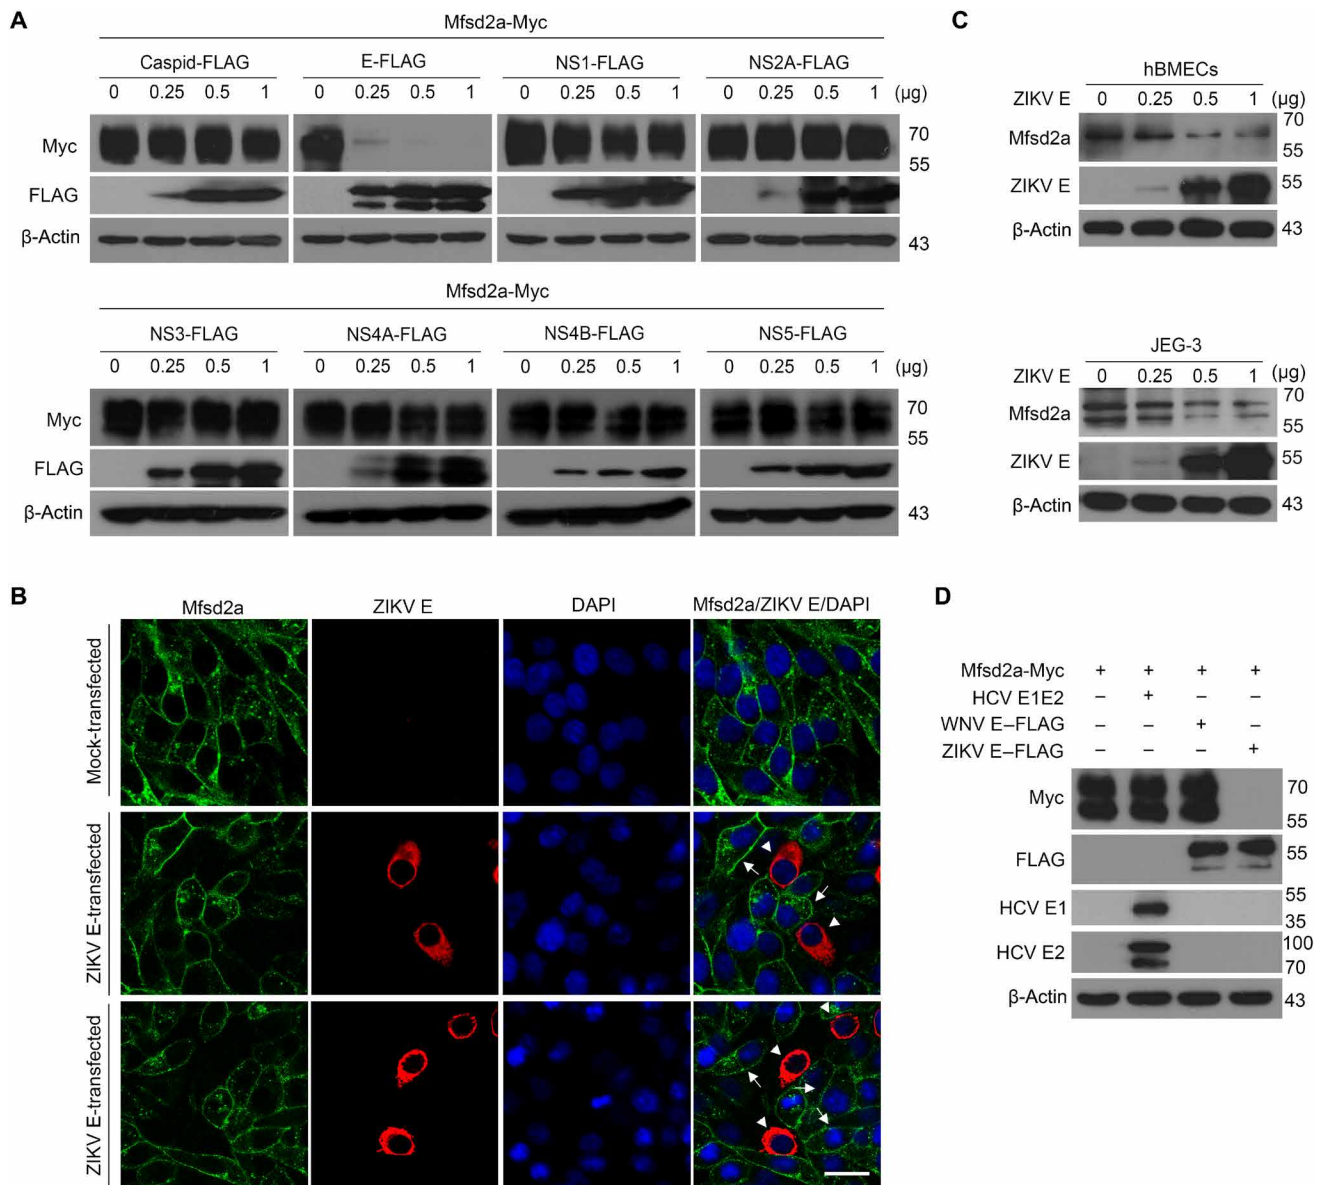 A
Mfsd2a-Myc
Caspid-FLAG E-FLAG NS1-FLAG NS2A-FLAG
0 0.25 0.5 1 0 0.25 0.5 1 0 0.25 0.5 1 0 0.25 0.5 1 (μg)
Myc 70
55
FLAG
β-Actin 43
Mfsd2a-Myc
NS3-FLAG NS4A-FLAG NS4B-FLAG NS5-FLAG
0 0.25 0.5 1 0 0.25 0.5 1 0 0.25 0.5 1 0 0.25 0.5 1 (μg)
Myc 70
55
FLAG
β-Actin 43
C
hBMECs
ZIKV E 0 0.25 0.5 1 (μg)
70
Mfsd2a
55
ZIKV E 55
β-Actin 43
JEG-3
ZIKV E 0 0.25 0.5 1 (μg)
70
Mfsd2a
55
ZIKV E 55
β-Actin 43
B
Mfsd2a ZIKV E DAPI Mfsd2a/ZIKV E/DAPI
Mock-transfected
ZIKV E-transfected
ZIKV E-transfected
D
Mfsd2a-Myc + + + +
HCV E1E2 – + – –
WNV E–FLAG – – + –
ZIKV E–FLAG – – – +
Myc 70
55
FLAG 55
HCV E1 55
35
HCV E2 100
70
β-Actin 43